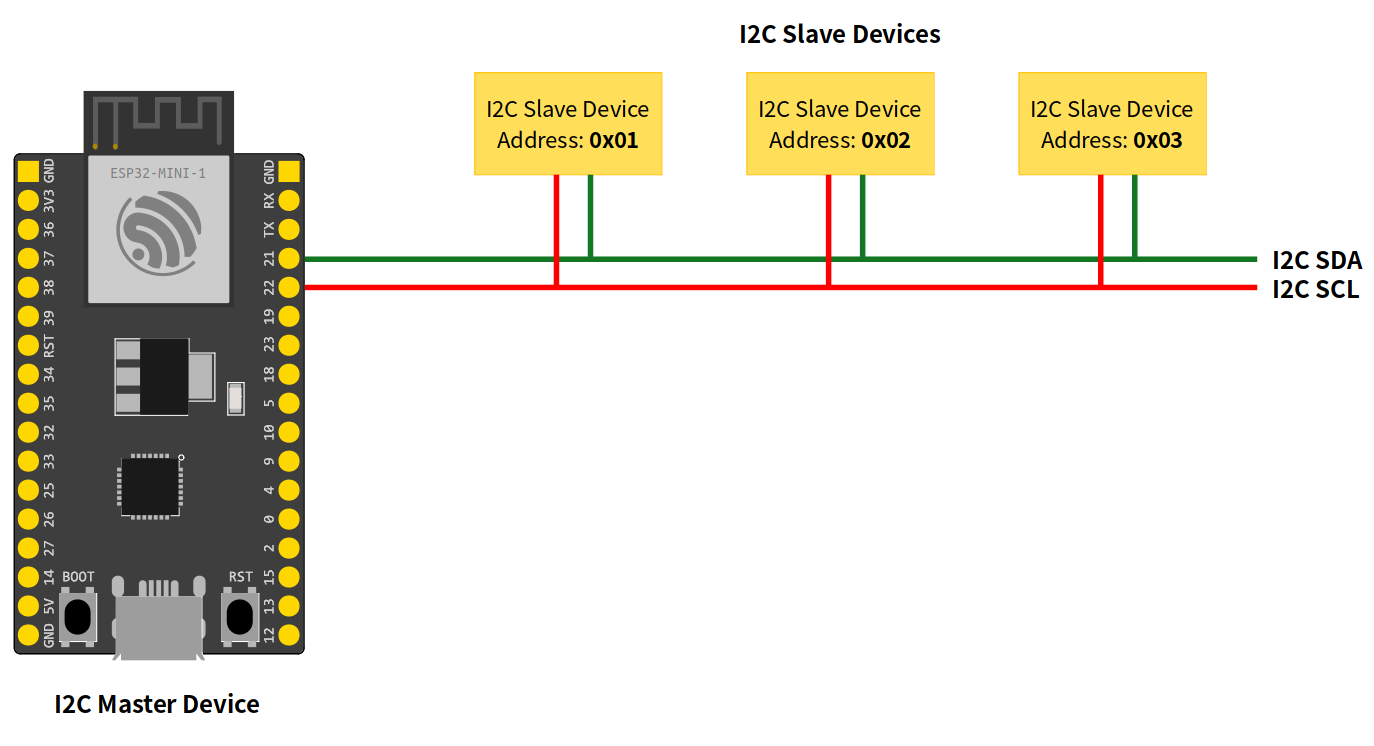 I2C Slave Devices
I2C Slave Device
Address: 0x01
I2C Slave Device
Address: 0x02
I2C Slave Device
Address: 0x03
I2C SDA
I2C SCL
ESP32-MINI-1
GND
3V3
36
37
38
39
RST
34
35
32
33
25
26
27
14
5V
GND
GND
RX
TX
21
22
19
23
18
5
10
9
4
0
2
15
13
12
BOOT
RST
I2C Master Device